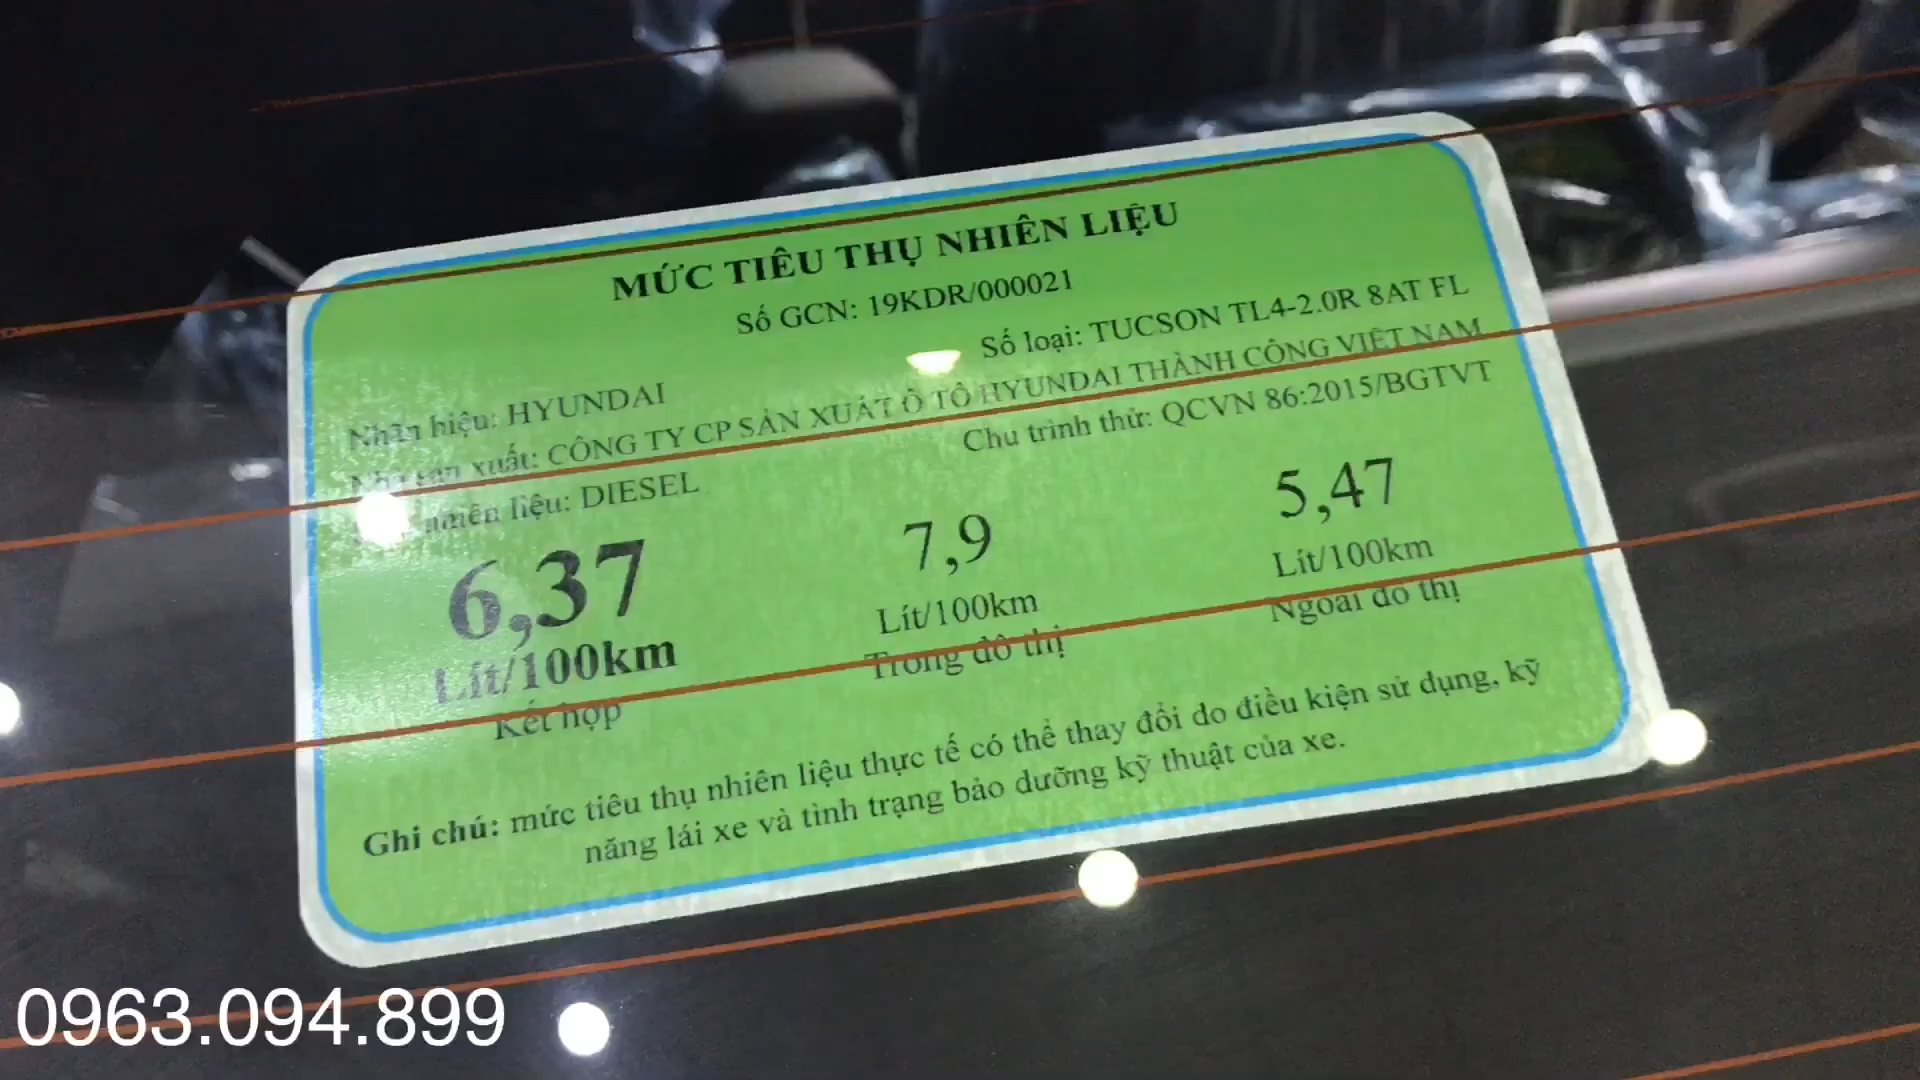 MỨC TIÊU THỤ NHIÊN LIỆU
Số GCN: 19KDR/000021
Nhãn hiệu: HYUNDAI
Số loại: TUCSON TL4-2.0R 8AT FL
Nhà sản xuất: CÔNG TY CP SẢN XUẤT Ô TÔ HYUNDAI THÀNH CÔNG VIỆT NAM
nhiên liệu: DIESEL
Chu trình thử: QCVN 86:2015/BGTVT
6,37
Lít/100km
Kết hợp
7,9
Lít/100km
Trong đô thị
5,47
Lít/100km
Ngoài đô thị
Ghi chú: mức tiêu thụ nhiên liệu thực tế có thể thay đổi do điều kiện sử dụng, kỹ
năng lái xe và tình trạng bảo dưỡng kỹ thuật của xe.
0963.094.899